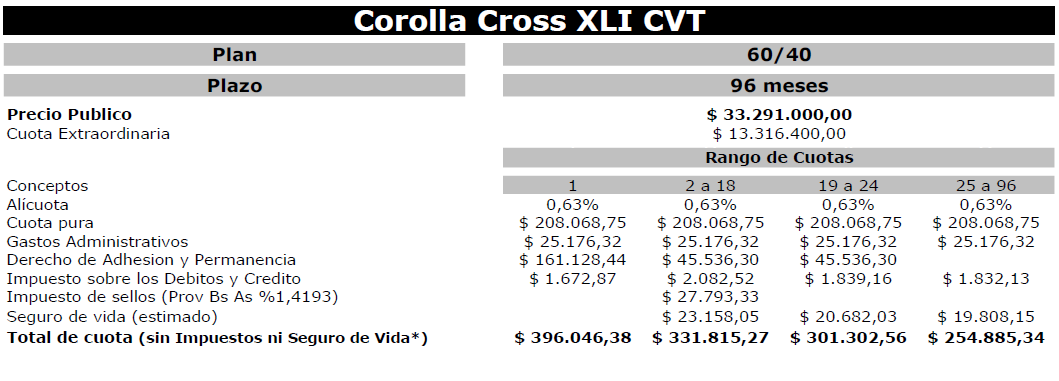 Corolla Cross XLI CVT
Plan 60/40
Plazo 96 meses
Precio Publico $ 33.291.000,00
Cuota Extraordinaria $ 13.316.400,00
Rango de Cuotas
Conceptos 1 2 a 18 19 a 24 25 a 96
Alícuota 0,63% 0,63% 0,63% 0,63%
Cuota pura $ 208.068,75 $ 208.068,75 $ 208.068,75 $ 208.068,75
Gastos Administrativos $ 25.176,32 $ 25.176,32 $ 25.176,32 $ 25.176,32
Derecho de Adhesion y Permanencia $ 161.128,44 $ 45.536,30 $ 45.536,30
Impuesto sobre los Debitos y Credito $ 1.672,87 $ 2.082,52 $ 1.839,16 $ 1.832,13
Impuesto de sellos (Prov Bs As %1,4193) $ 27.793,33
Seguro de vida (estimado) $ 23.158,05 $ 20.682,03 $ 19.808,15
Total de cuota (sin Impuestos ni Seguro de Vida*) $ 396.046,38 $ 331.815,27 $ 301.302,56 $ 254.885,34